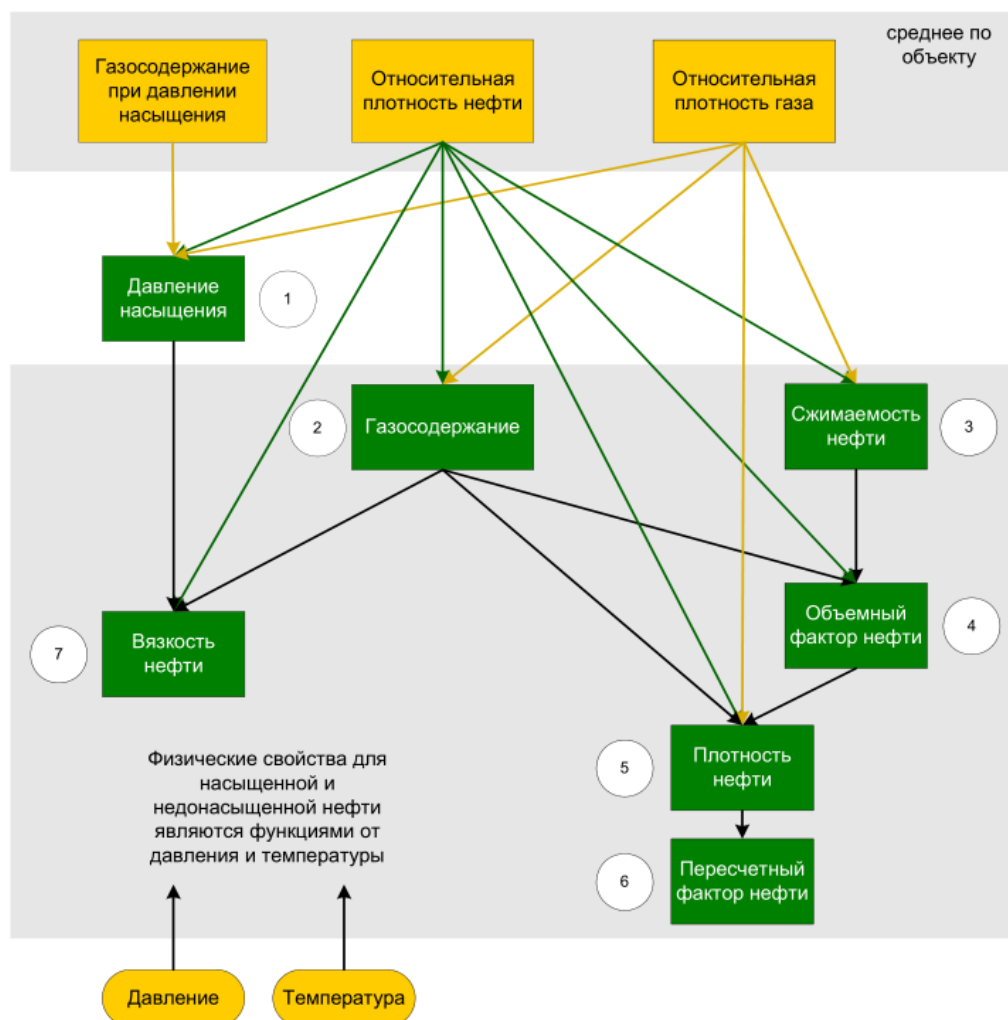 среднее по
объекту
Газосодержание
при давлении
насыщения
Относительная
плотность нефти
Относительная
плотность газа
Давление
насыщения
1
2
Газосодержание
Сжимаемость
нефти
3
7
Вязкость
нефти
Объемный
фактор нефти
4
5
Плотность
нефти
Физические свойства для
насыщенной и
недонасыщенной нефти
являются функциями от
давления и температуры
6
Пересчетный
фактор нефти
Давление
Температура